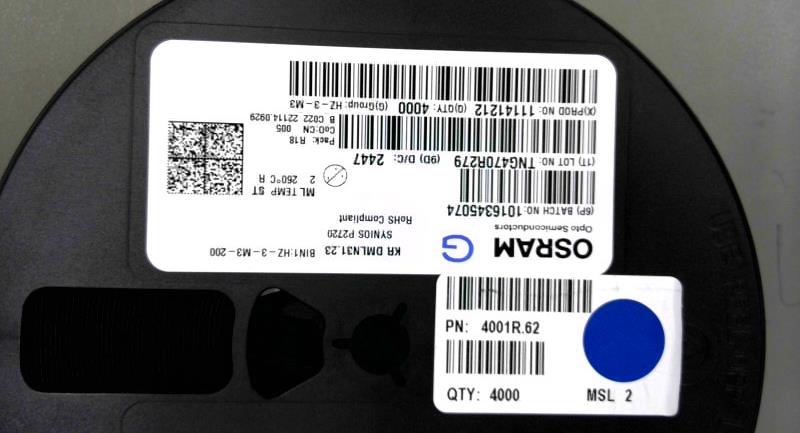 OSRAM G
Opto Semiconductors
KR DMLN31.23 BIN1:HZ-3-M3-200
SYNIOS P2720
RoHS Compliant
(6P) BATCH NO: 1016345074
ML TEMP ST
2 260°C R
(1T) LOT NO: TNG470R279 (9D) D/C: 2447
Pack: R18
CoO:CN 005
B C022 22114.0929
(X)PROD NO: 11141212 (Q)QTY: 4000 (G)Group: HZ-3-M3
PN: 4001R.62
QTY: 4000
MSL 2